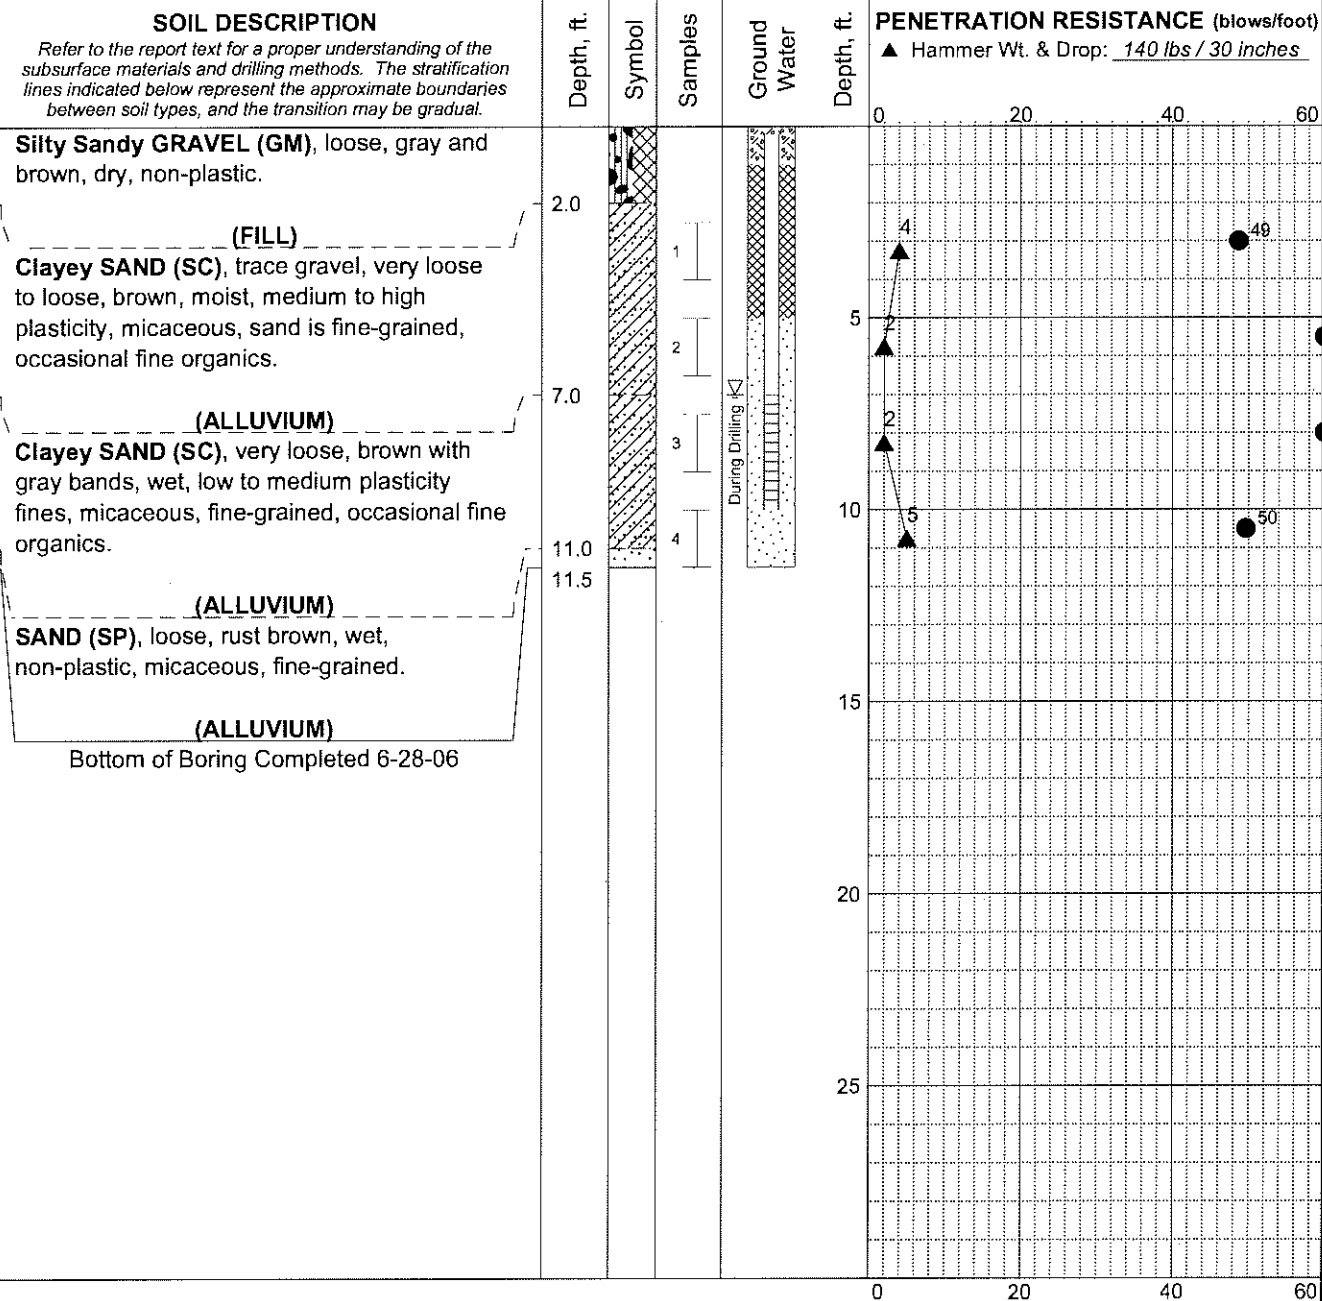 SOIL DESCRIPTION
Refer to the report text for a proper understanding of the
subsurface materials and drilling methods. The stratification
lines indicated below represent the approximate boundaries
between soil types, and the transition may be gradual.
Depth, ft.
Symbol
Samples
Ground
Water
Depth, ft.
PENETRATION RESISTANCE (blows/foot)
▲ Hammer Wt. & Drop: 140 lbs / 30 inches
0 20 40 60
Silty Sandy GRAVEL (GM), loose, gray and
brown, dry, non-plastic.
(FILL)
Clayey SAND (SC), trace gravel, very loose
to loose, brown, moist, medium to high
plasticity, micaceous, sand is fine-grained,
occasional fine organics.
(ALLUVIUM)
Clayey SAND (SC), very loose, brown with
gray bands, wet, low to medium plasticity
fines, micaceous, fine-grained, occasional fine
organics.
(ALLUVIUM)
SAND (SP), loose, rust brown, wet,
non-plastic, micaceous, fine-grained.
(ALLUVIUM)
Bottom of Boring Completed 6-28-06
2.0
7.0
11.0
11.5
1
2
3
4
During Drilling
5
10
15
20
25
4
49
2
2
5
50
0 20 40 60